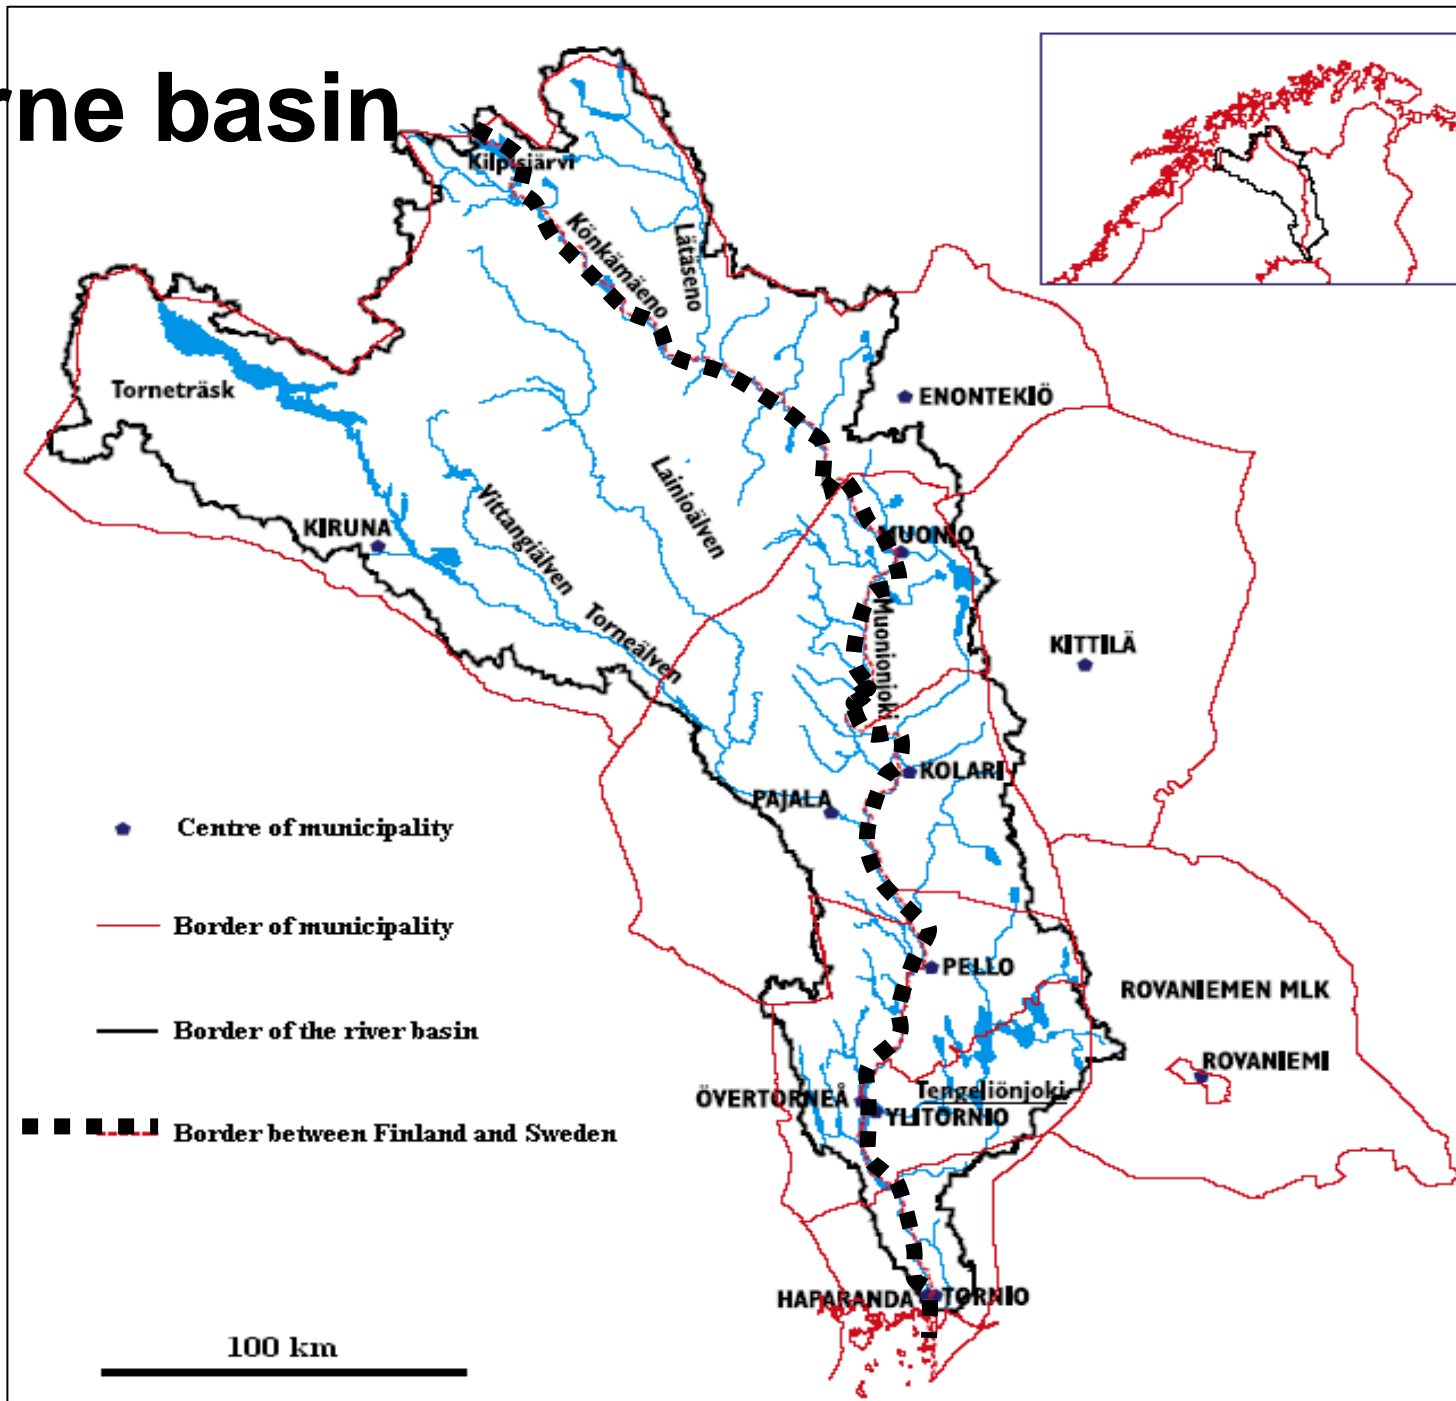 rne basin
Kilpisjärvi
Könkämäeno
Lätäseno
Torneträsk
ENONTEKIÖ
Lainioälven
Vittangiälven
KIRUNA
MUONIO
Torneälven
Muonionjoki
KITTILÄ
KOLARI
PAJALA
Centre of municipality
Border of municipality
PELLO
ROVANIEMEN MLK
Border of the river basin
ROVANIEMI
Tengeliönjoki
ÖVERTORNEÅ
YLITORNIO
Border between Finland and Sweden
HAPARANDA
TORNIO
100 km